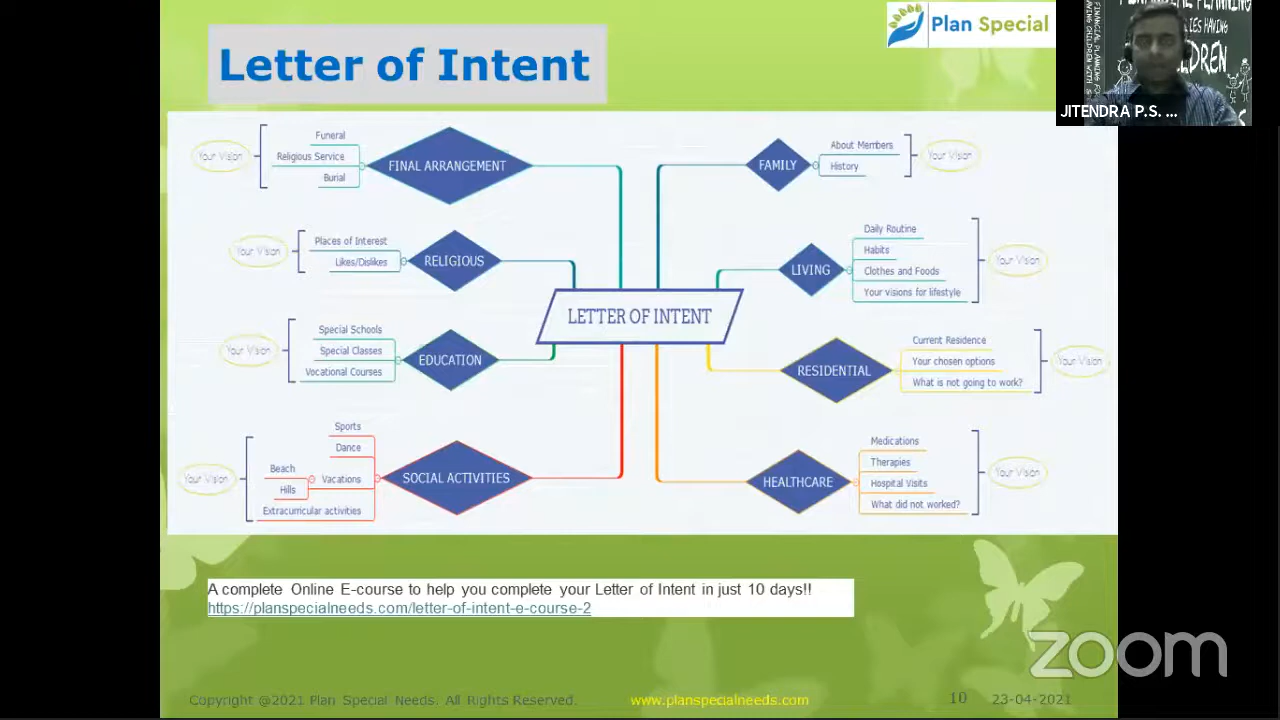 Letter of Intent
Plan Special
CHILDREN
JITENDRA P.S. ...
Your Vision
Funeral
Religious Service
Burial
FINAL ARRANGEMENT
FAMILY
About Members
History
Your Vision
Your Vision
Places of Interest
Likes/Dislikes
RELIGIOUS
LIVING
Daily Routine
Habits
Clothes and Foods
Your visions for lifestyle
Your Vision
LETTER OF INTENT
Your Vision
Special Schools
Special Classes
Vocational Courses
EDUCATION
RESIDENTIAL
Current Residence
Your chosen options
What is not going to work?
Your Vision
Your Vision
Sports
Dance
Beach
Hills
Vacations
Extracurricular activities
SOCIAL ACTIVITIES
HEALTHCARE
Medications
Therapies
Hospital Visits
What did not worked?
Your Vision
A complete Online E-course to help you complete your Letter of Intent in just 10 days!!
https://planspecialneeds.com/letter-of-intent-e-course-2
zoom
Copyright @2021 Plan Special Needs. All Rights Reserved.
www.planspecialneeds.com
10
23-04-2021